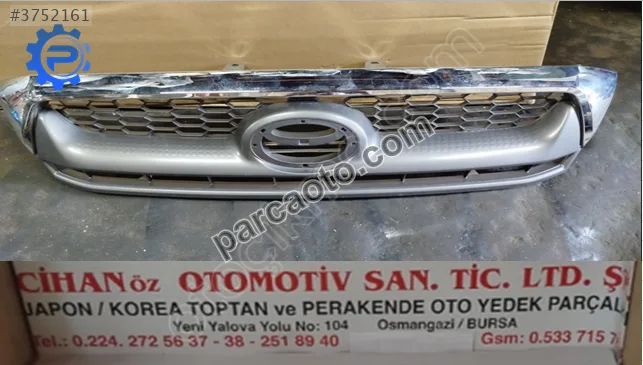 #3752161
parcaoto.com
CİHANöz OTOMOTİV SAN. TİC. LTD. Ş
JAPON / KOREA TOPTAN ve PERAKENDE OTO YEDEK PARÇAL
Yeni Yalova Yolu No: 104 Osmangazi / BURSA
Tel: 0.224. 272 56 37 - 38 - 251 89 40 Gsm: 0.533 715